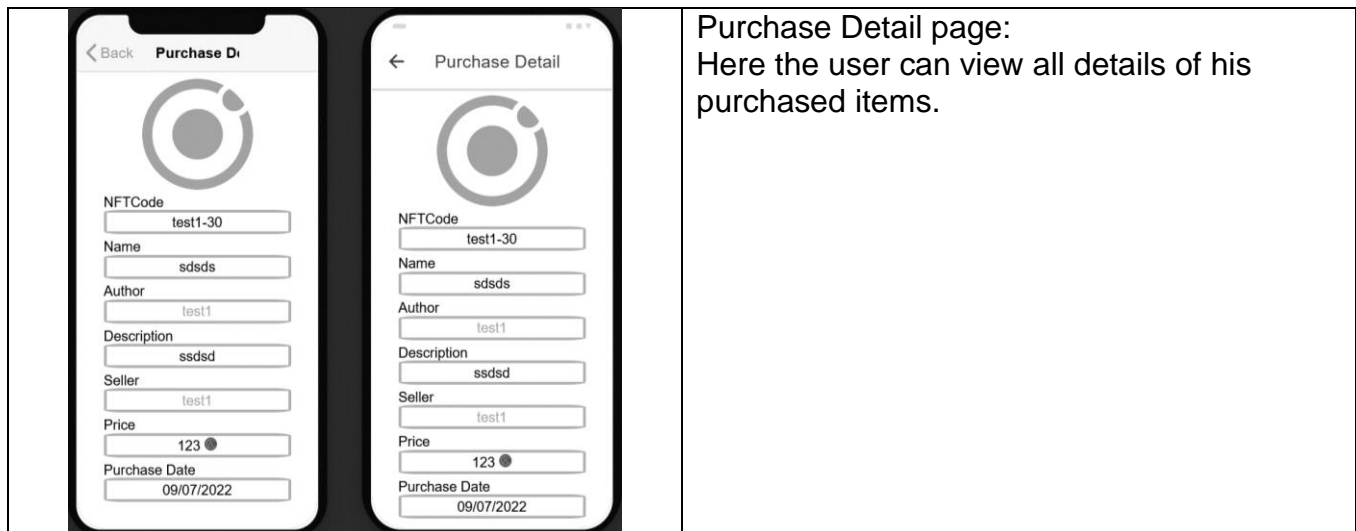 Back Purchase De
NFTCode
test1-30
Name
sdsds
Author
test1
Description
ssdsd
Seller
test1
Price
123
Purchase Date
09/07/2022
Purchase Detail
NFTCode
test1-30
Name
sdsds
Author
test1
Description
ssdsd
Seller
test1
Price
123
Purchase Date
09/07/2022
Purchase Detail page:
Here the user can view all details of his
purchased items.